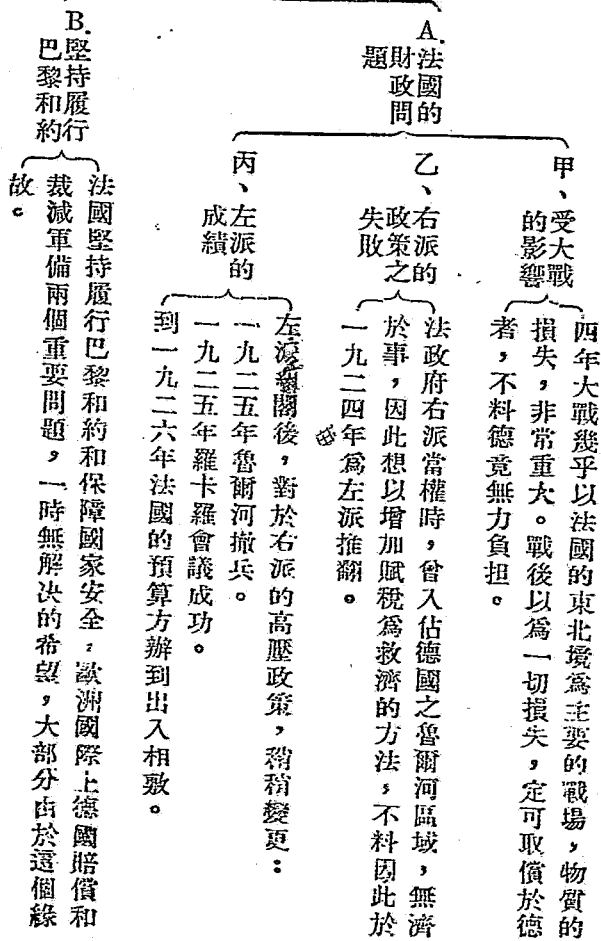 A.法國的
財政問
題
甲、受大戰
的影響
四年大戰幾乎以法國的東北境爲主要的戰場，物質的
損失，非常重大。戰後以爲一切損失，定可取償於德
者，不料德竟無力負担。
乙、右派的
政策之
失敗
法政府右派當權時，曾入佔德國之魯爾河區域，無濟
於事，因此想以增加賦稅爲救濟的方法，不料因此於
一九二四年爲左派推翻。
丙、左派的
成績
左派組閣後，對於右派的高壓政策，稍稍變更：
一九二五年魯爾河撤兵。
一九二五年羅卡羅會議成功。
到一九二六年法國的預算方辦到出入相敷。
B.堅持履行
巴黎和約
法國堅持履行巴黎和約和保障國家安全，歐洲國際上德國賠償和
裁減軍備兩個重要問題，一時無解決的希望，大部分由於這個緣
故。